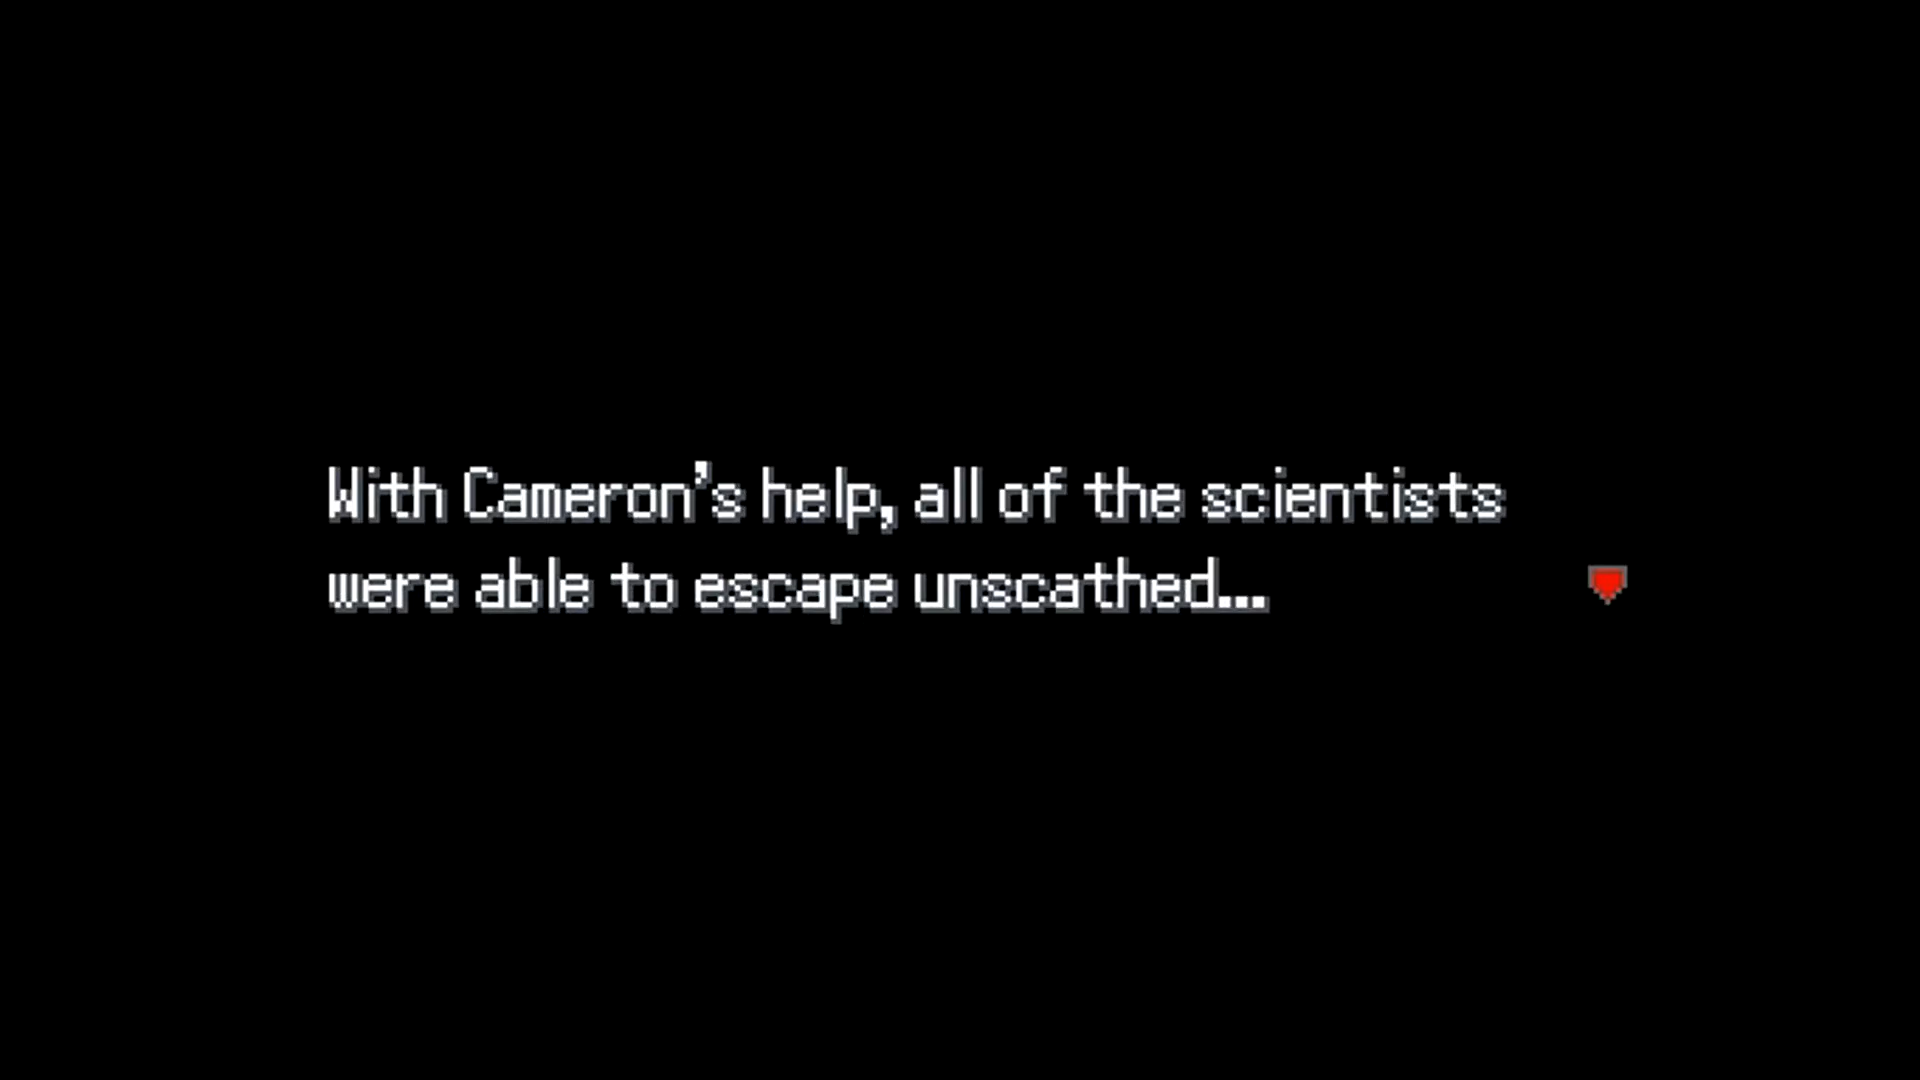 With Cameron's help, all of the scientists
were able to escape unscathed...